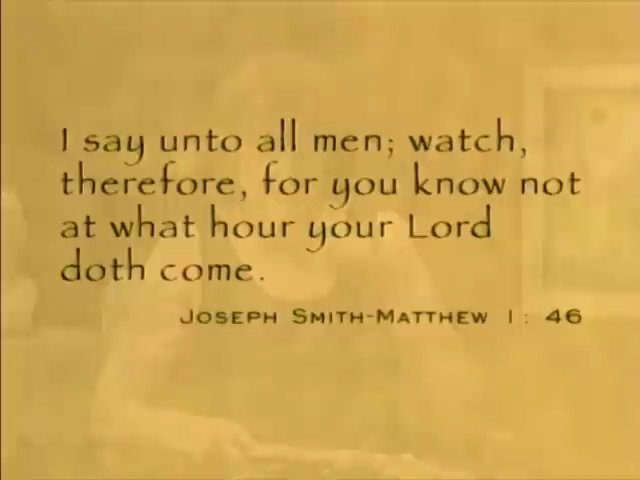 I say unto all men; watch,
therefore, for you know not
at what hour your Lord
doth come.
Joseph Smith-Matthew 1: 46